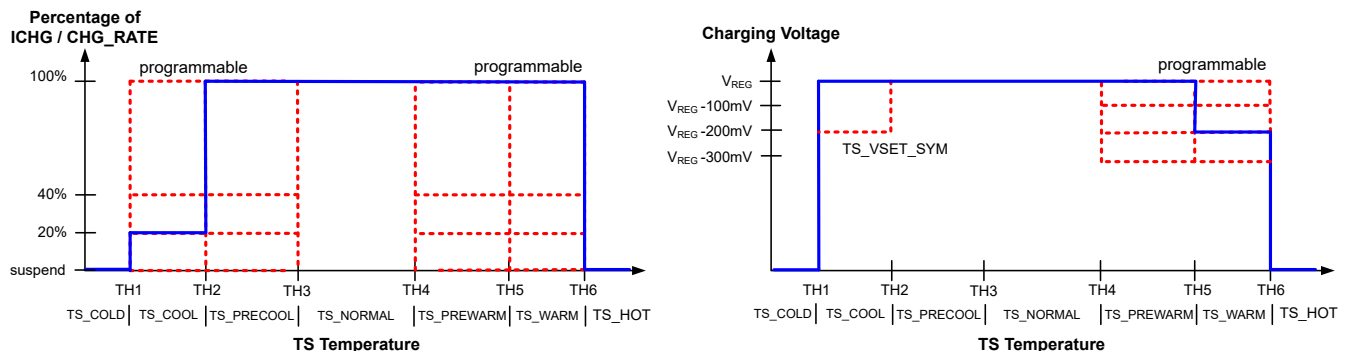 Percentage of
ICHG / CHG_RATE
programmable
programmable
100%
40%
20%
suspend
TH1 TH2 TH3 TH4 TH5 TH6
TS_COLD TS_COOL TS_PRECOOL TS_NORMAL TS_PREWARM TS_WARM TS_HOT
TS Temperature
Charging Voltage
programmable
VREG
VREG -100mV
VREG -200mV
VREG -300mV
TS_VSET_SYM
TH1 TH2 TH3 TH4 TH5 TH6
TS_COLD TS_COOL TS_PRECOOL TS_NORMAL TS_PREWARM TS_WARM TS_HOT
TS Temperature